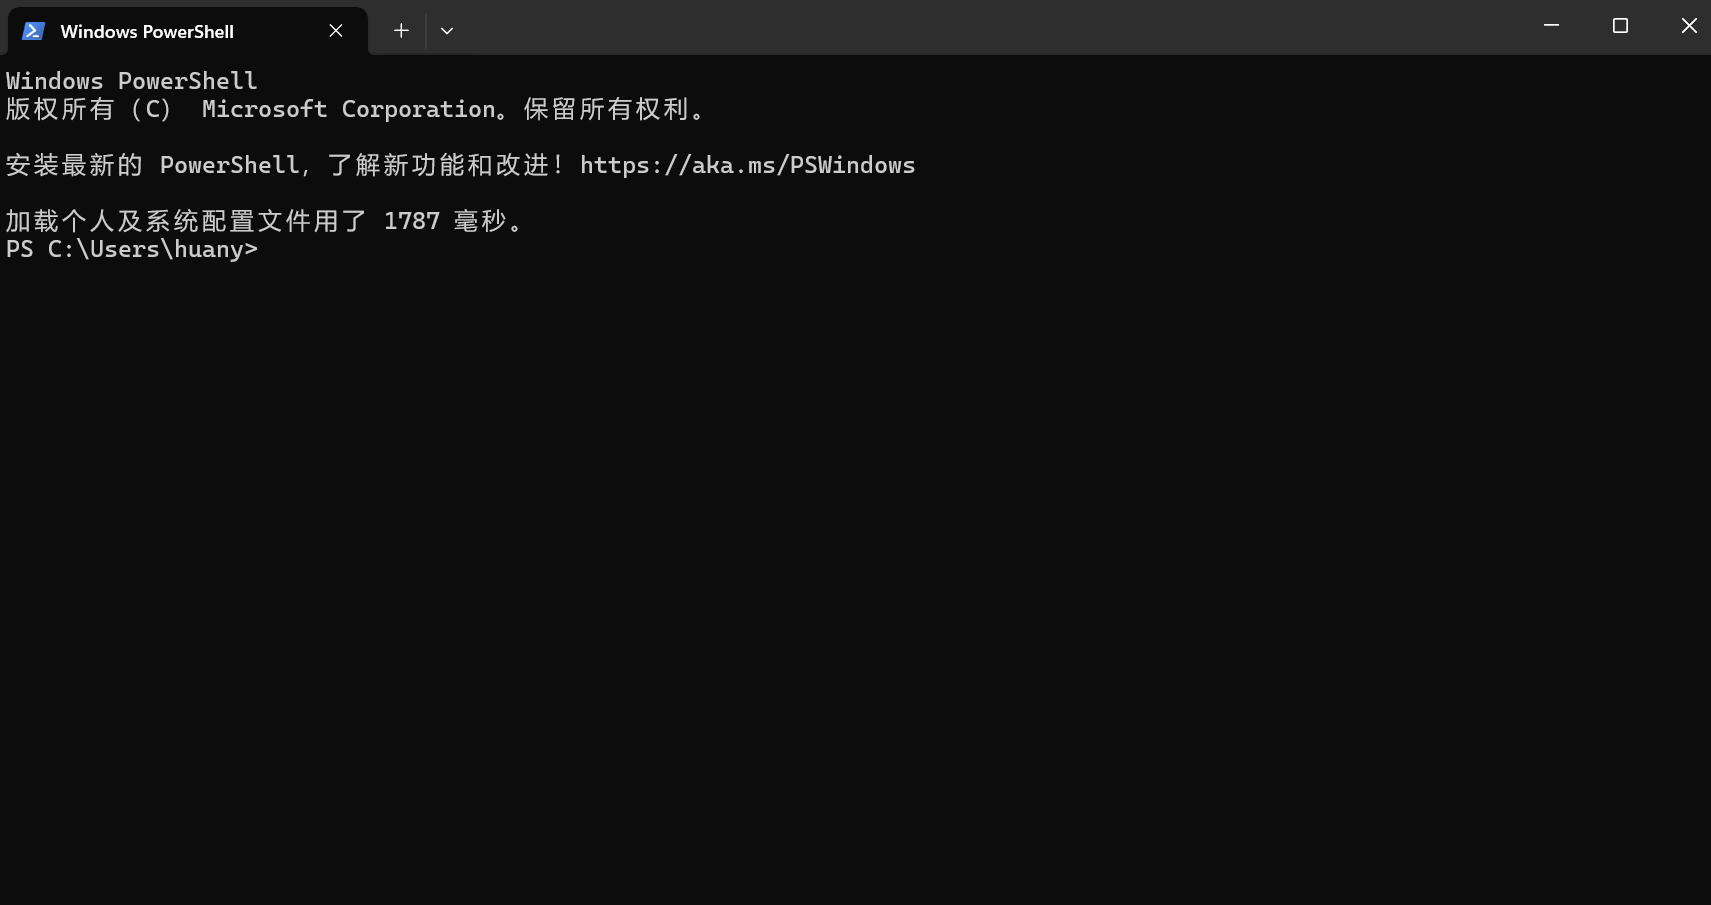 Windows PowerShell
Windows PowerShell
版权所有（C） Microsoft Corporation。保留所有权利。
安装最新的 PowerShell，了解新功能和改进！https://aka.ms/PSWindows
加载个人及系统配置文件用了 1787 毫秒。
PS C:\Users\huany>